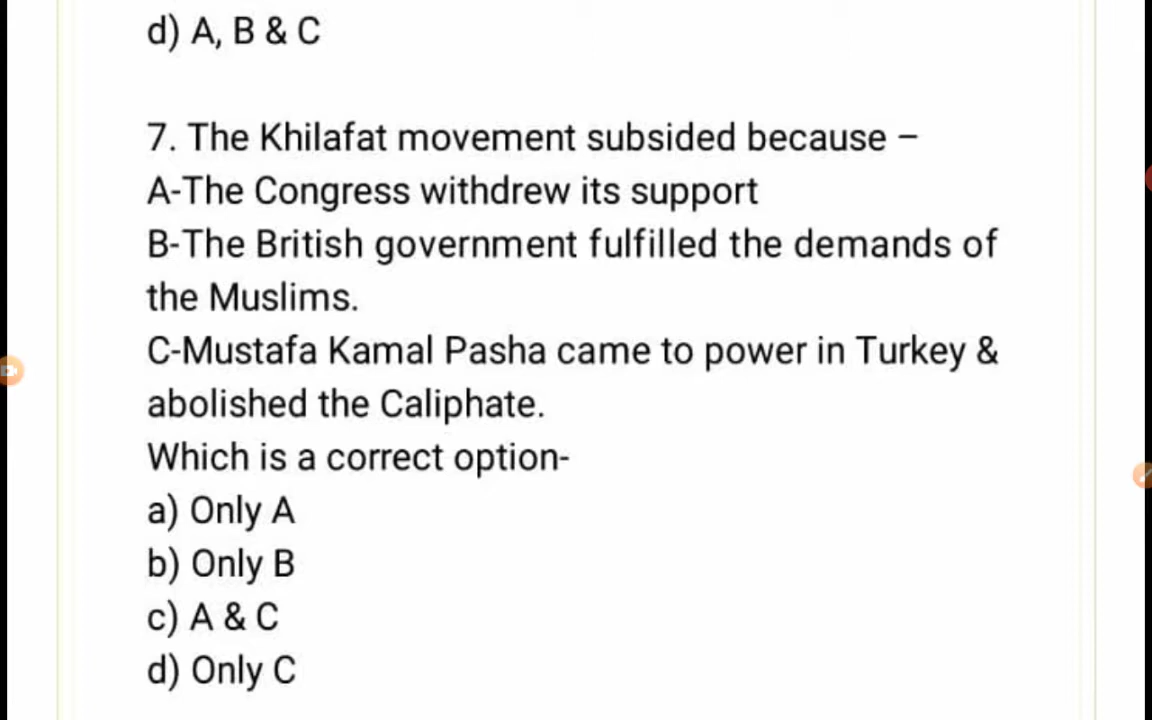 d) A, B & C
7. The Khilafat movement subsided because –
A-The Congress withdrew its support
B-The British government fulfilled the demands of
the Muslims.
C-Mustafa Kamal Pasha came to power in Turkey &
abolished the Caliphate.
Which is a correct option-
a) Only A
b) Only B
c) A & C
d) Only C